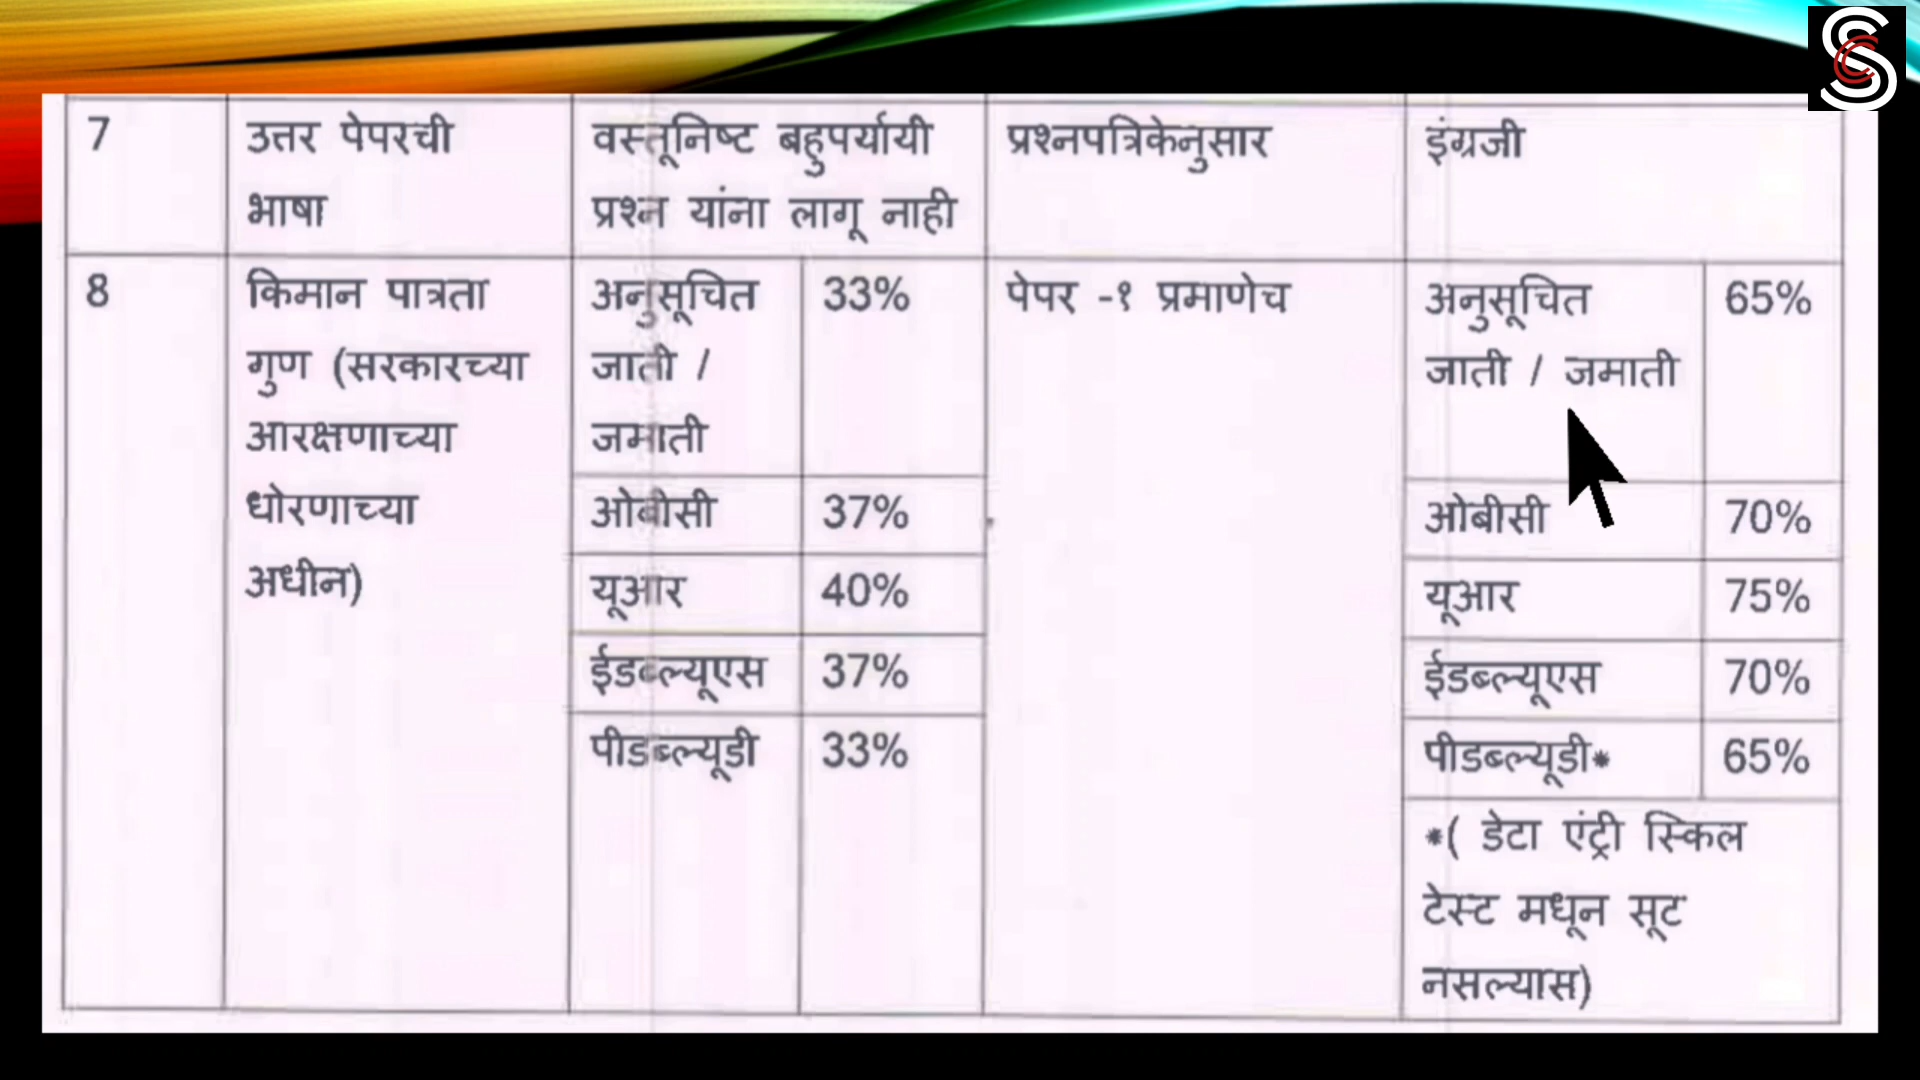 7
उत्तर पेपरची
भाषा
वस्तूनिष्ट बहुपर्यायी
प्रश्न यांना लागू नाही
प्रश्नपत्रिकेनुसार
इंग्रजी
8
किमान पात्रता
गुण (सरकारच्या
आरक्षणाच्या
धोरणाच्या
अधीन)
अनुसूचित
जाती /
जमाती
33%
ओबीसी
37%
यूआर
40%
ईडब्ल्यूएस
37%
पीडब्ल्यूडी
33%
पेपर -१ प्रमाणेच
अनुसूचित
जाती / जमाती
65%
ओबीसी
70%
यूआर
75%
ईडब्ल्यूएस
70%
पीडब्ल्यूडी*
65%
*( डेटा एंट्री स्किल
टेस्ट मधून सूट
नसल्यास)